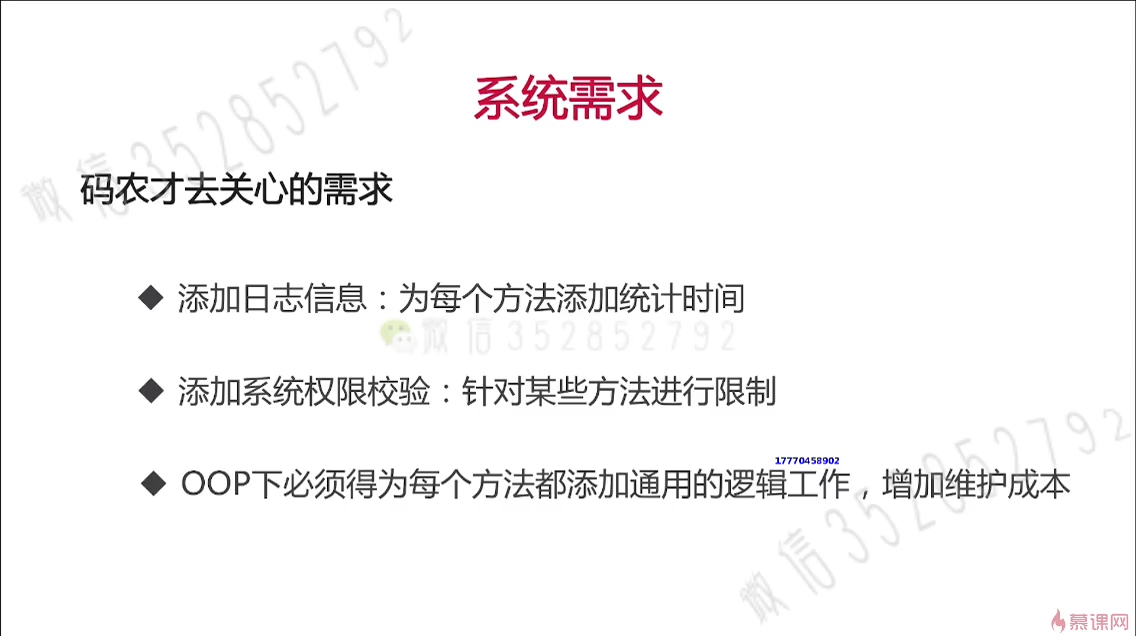 系统需求
微信352852792
码农才去关心的需求
◆ 添加日志信息：为每个方法添加统计时间
微信352852792
◆ 添加系统权限校验：针对某些方法进行限制
17770458902
◆ OOP下必须得为每个方法都添加通用的逻辑工作，增加维护成本
微信352852792
慕课网